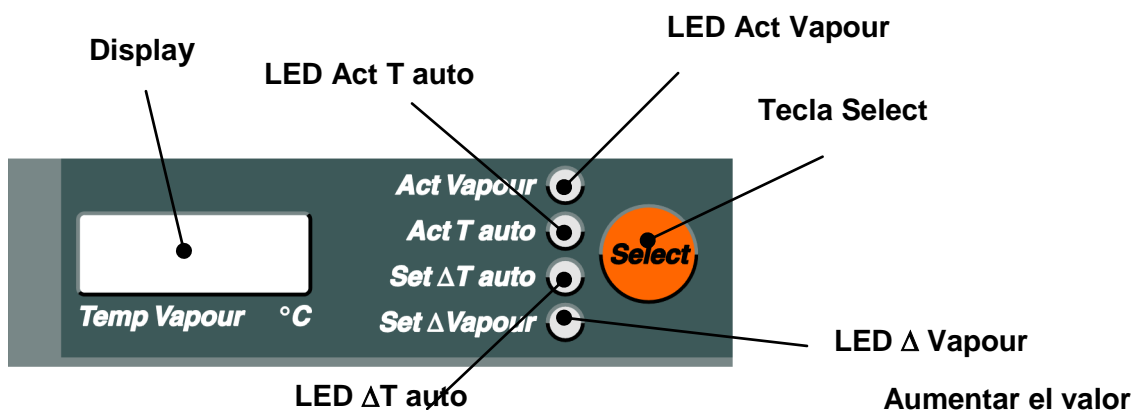 LED Act Vapour
Display
LED Act T auto
Tecla Select
Act Vapour
Act T auto
Select
Set ΔT auto
Temp Vapour °C
Set ΔVapour
LED Δ Vapour
LED ΔT auto
Aumentar el valor